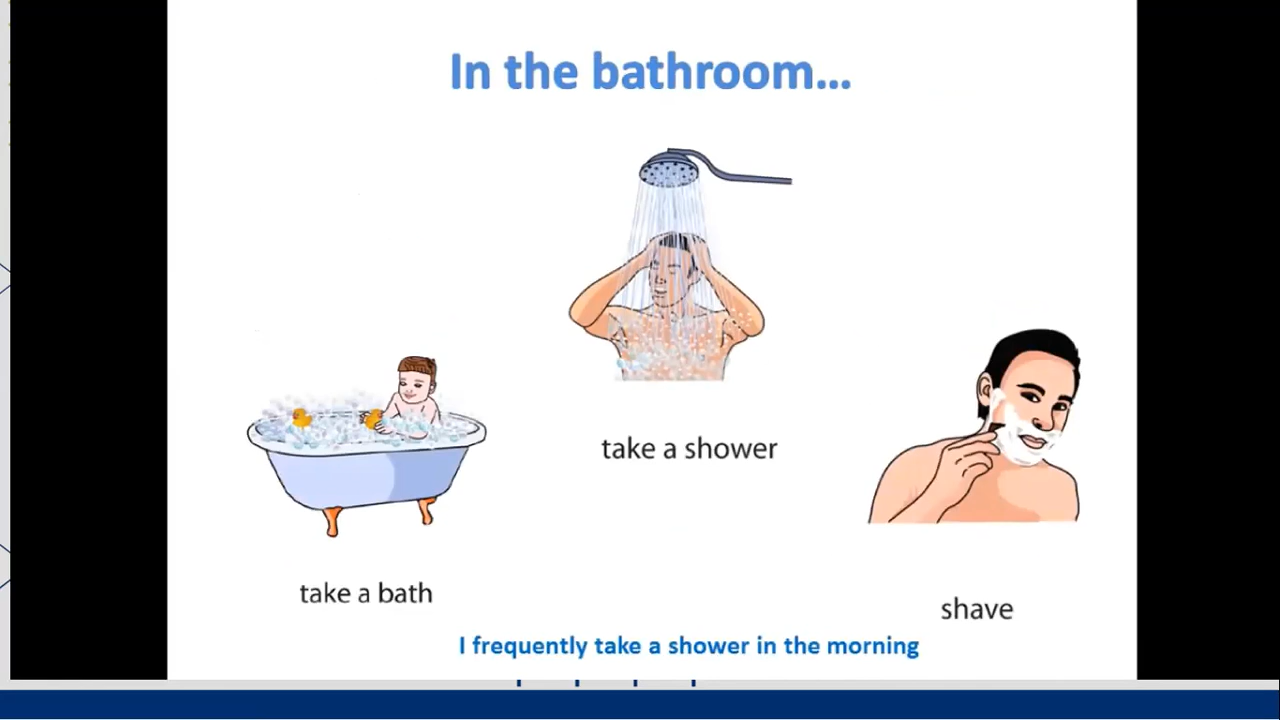 In the bathroom...
take a shower
take a bath
shave
I frequently take a shower in the morning